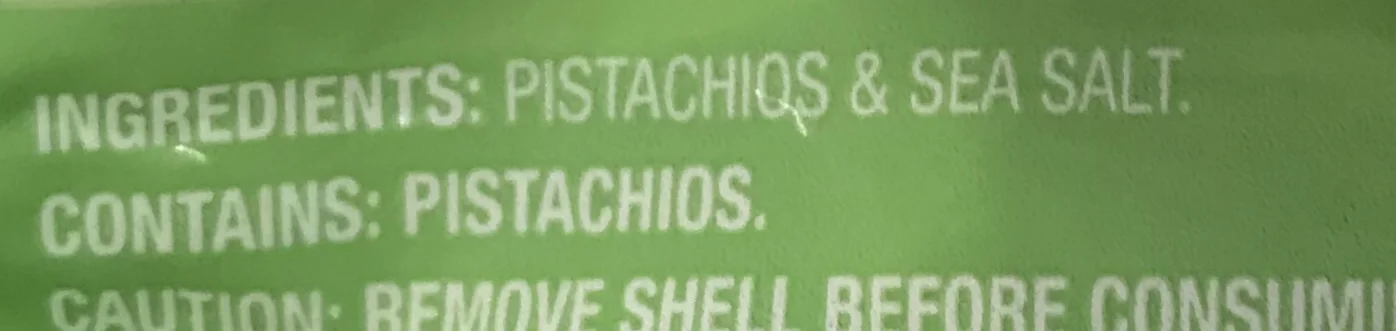 INGREDIENTS: PISTACHIOS & SEA SALT.
CONTAINS: PISTACHIOS.
CAUTION: REMOVE SHELL BEFORE